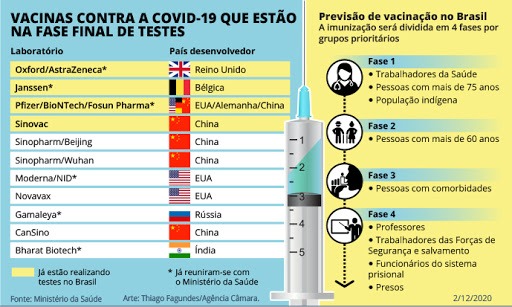 VACINAS CONTRA A COVID-19 QUE ESTÃO
NA FASE FINAL DE TESTES
Laboratório
País desenvolvedor
Oxford/AstraZeneca*
Reino Unido
Janssen*
Bélgica
Pfizer/BioNTech/Fosun Pharma*
EUA/Alemanha/China
Sinovac
China
Sinopharm/Beijing
China
Sinopharm/Wuhan
China
Moderna/NID*
EUA
Novavax
EUA
Gamaleya*
Rússia
CanSino
China
Bharat Biotech*
Índia
Já estão realizando
testes no Brasil
* Já reuniram-se com
o Ministério da Saúde
Fonte: Ministério da Saúde
Arte: Thiago Fagundes/Agência Câmara.
1
2
3
4
5
Previsão de vacinação no Brasil
A imunização será dividida em 4 fases por
grupos prioritários
Fase 1
• Trabalhadores da Saúde
• Pessoas com mais de 75 anos
• População indígena
Fase 2
• Pessoas com mais de 60 anos
Fase 3
• Pessoas com comorbidades
Fase 4
• Professores
• Trabalhadores das Forças de
Segurança e salvamento
• Funcionários do sistema
prisional
• Presos
2/12/2020